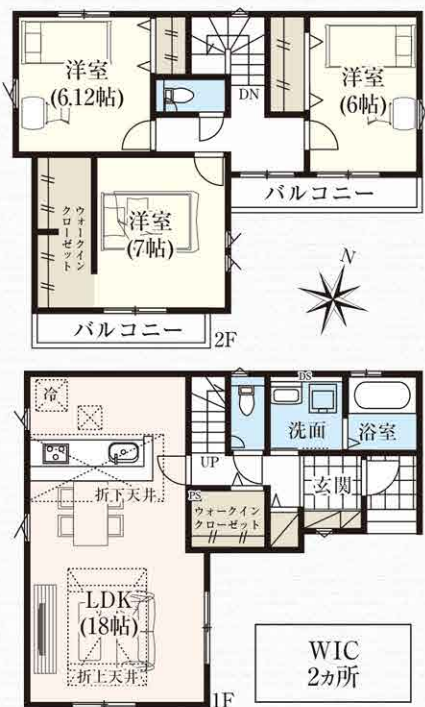 洋室
(6.12帖)
DN
洋室
(6帖)
バルコニー
ウォークイン
クローゼット
洋室
(7帖)
N
バルコニー
2F
冷
DS
洗面
浴室
UP
玄関
折下天井
PS
ウォークイン
クローゼット
LDK
(18帖)
折上天井
1F
WIC
2ヵ所